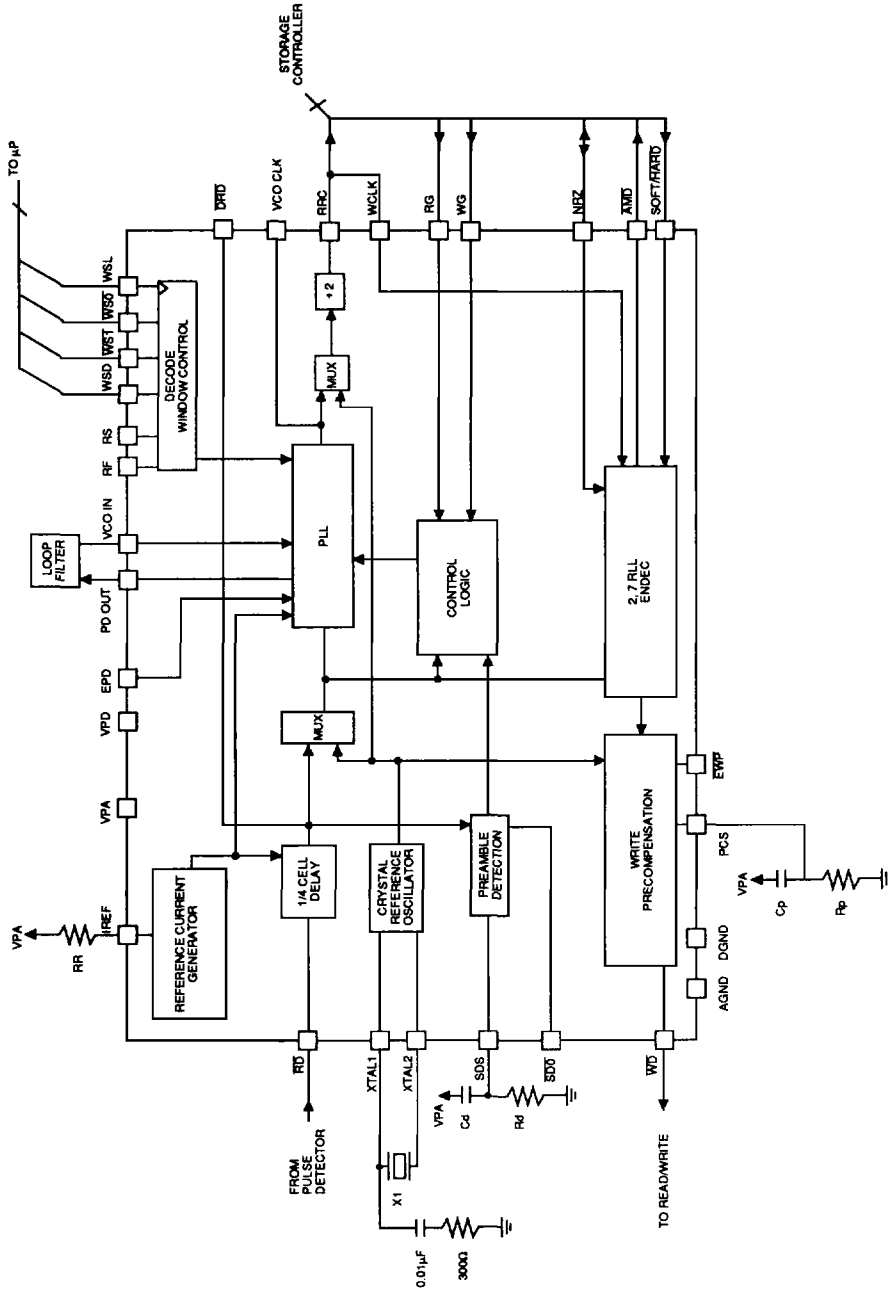 TO µP
LOOP
FILTER
VPA
RR
IREF
VPA
VPD
EPD
PD OUT
VCO IN
RF
RS
WSD
WS1
WS0
WSL
REFERENCE CURRENT
GENERATOR
DECODE
WINDOW CONTROL
DRD
VCO CLK
STORAGE
CONTROLLER
FROM
PULSE
DETECTOR
RD
1/4 CELL
DELAY
MUX
PLL
MUX
÷2
RRC
WCLK
XTAL1
XTAL2
X1
0.01µF
300Ω
CRYSTAL
REFERENCE
OSCILLATOR
CONTROL
LOGIC
RG
WG
VPA
Cd
Rd
SDS
SDO
PREAMBLE
DETECTION
NRZ
AMD
SOFT/HARD
TO READ/WRITE
WD
WRITE
PRECOMPENSATION
2, 7 RLL
ENDEC
AGND
DGND
PCS
EWP
VPA
Cp
Rp